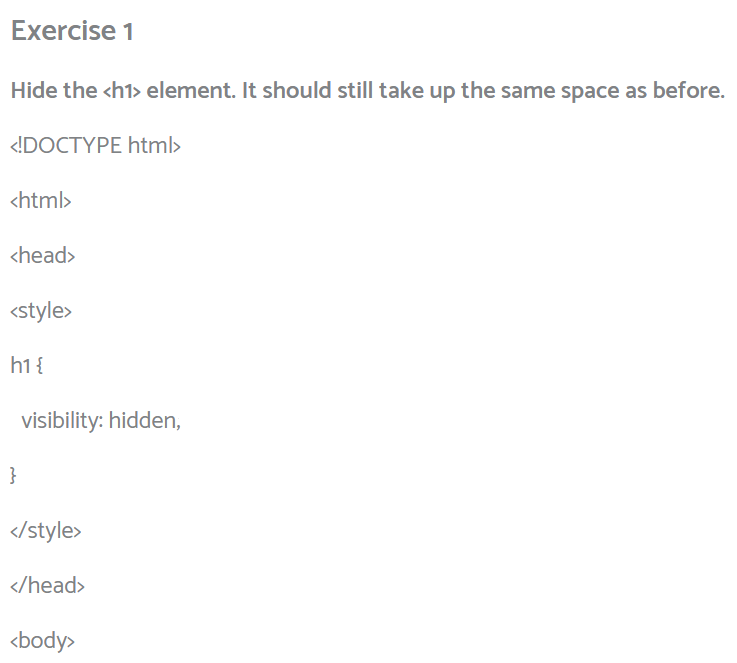 Exercise 1
Hide the <h1> element. It should still take up the same space as before.
<!DOCTYPE html>
<html>
<head>
<style>
h1 {
  visibility: hidden,
}
</style>
</head>
<body>